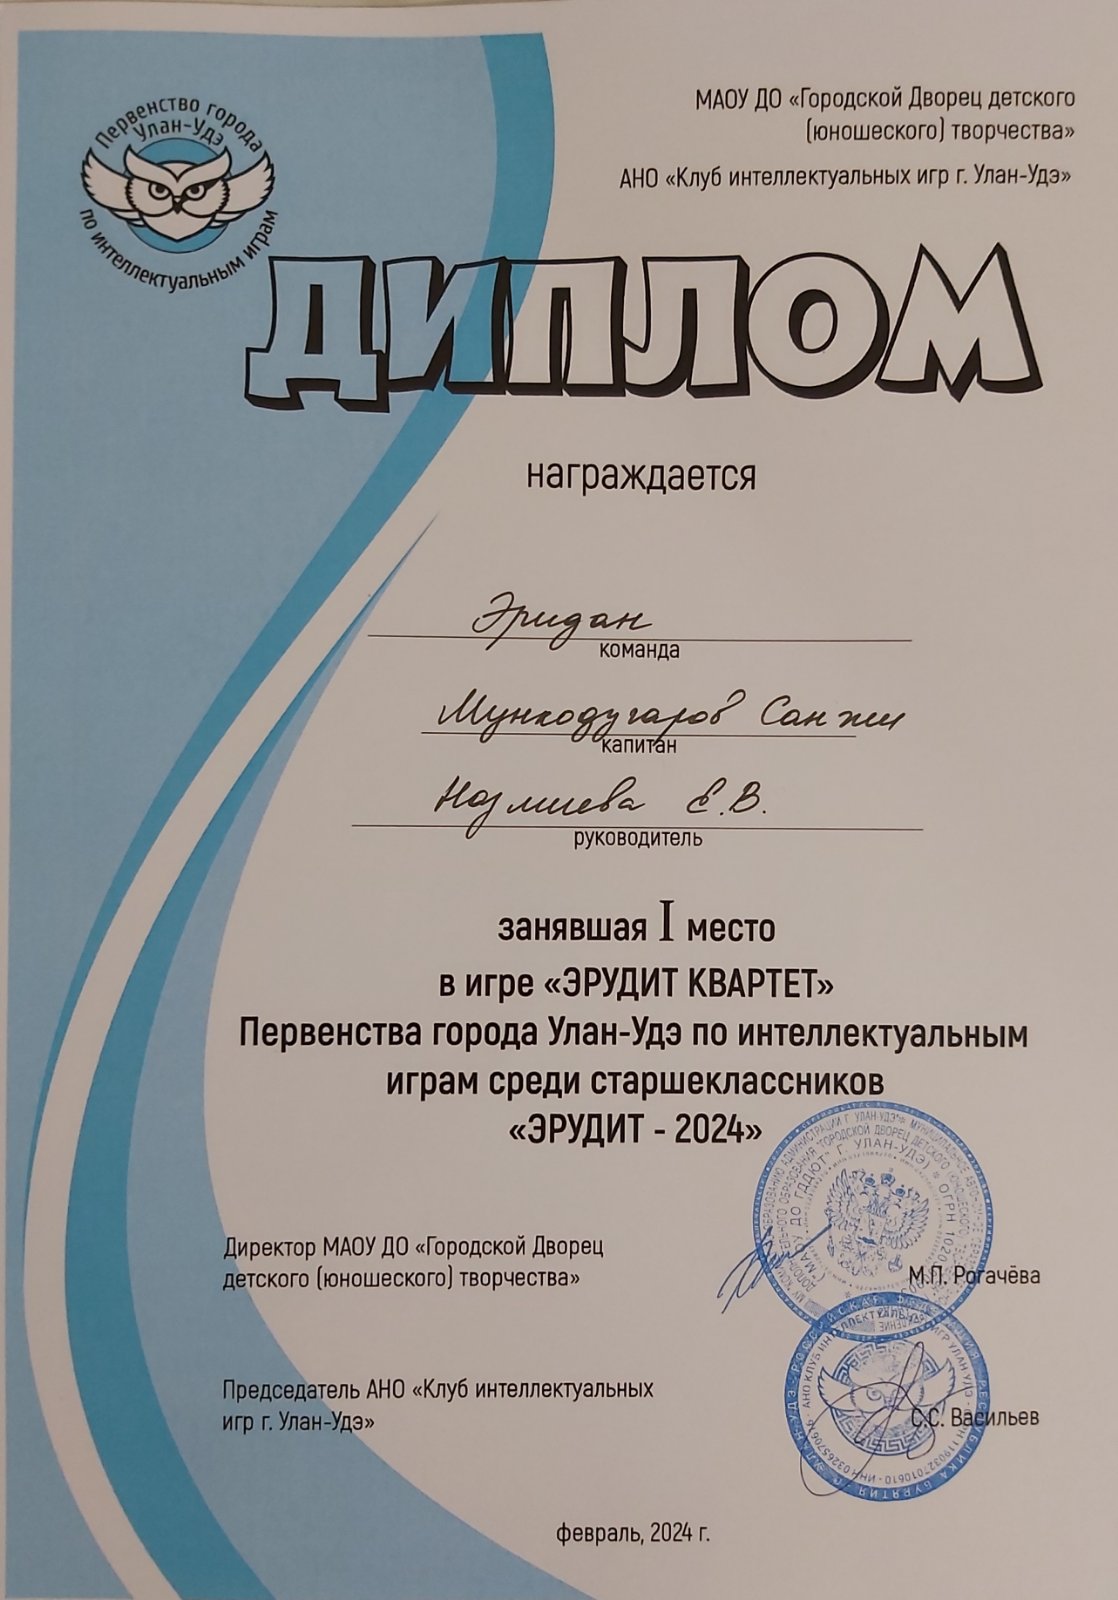 Первенство города
Улан-Удэ
по интеллектуальным играм
МАОУ ДО «Городской Дворец детского
(юношеского) творчества»
АНО «Клуб интеллектуальных игр г. Улан-Удэ»
ДИПЛОМ
награждается
Эридан
команда
Мункодугаров Санжи
капитан
Е.В.
руководитель
занявшая I место
в игре «ЭРУДИТ КВАРТЕТ»
Первенства города Улан-Удэ по интеллектуальным
играм среди старшеклассников
«ЭРУДИТ - 2024»
Директор МАОУ ДО «Городской Дворец
детского (юношеского) творчества»
М.П. Рогачёва
Председатель АНО «Клуб интеллектуальных
игр г. Улан-Удэ»
С.С. Васильев
февраль, 2024 г.